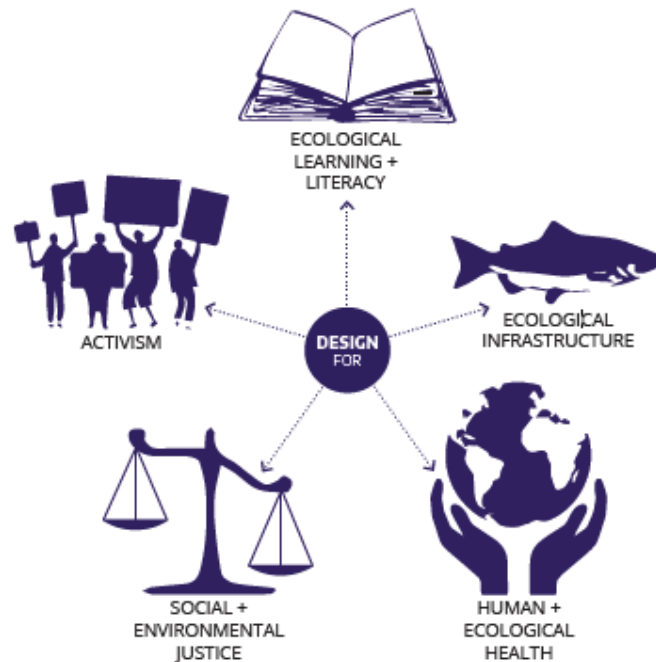 ECOLOGICAL
LEARNING +
LITERACY
ACTIVISM
ECOLOGICAL
INFRASTRUCTURE
DESIGN
FOR
SOCIAL +
ENVIRONMENTAL
JUSTICE
HUMAN +
ECOLOGICAL
HEALTH